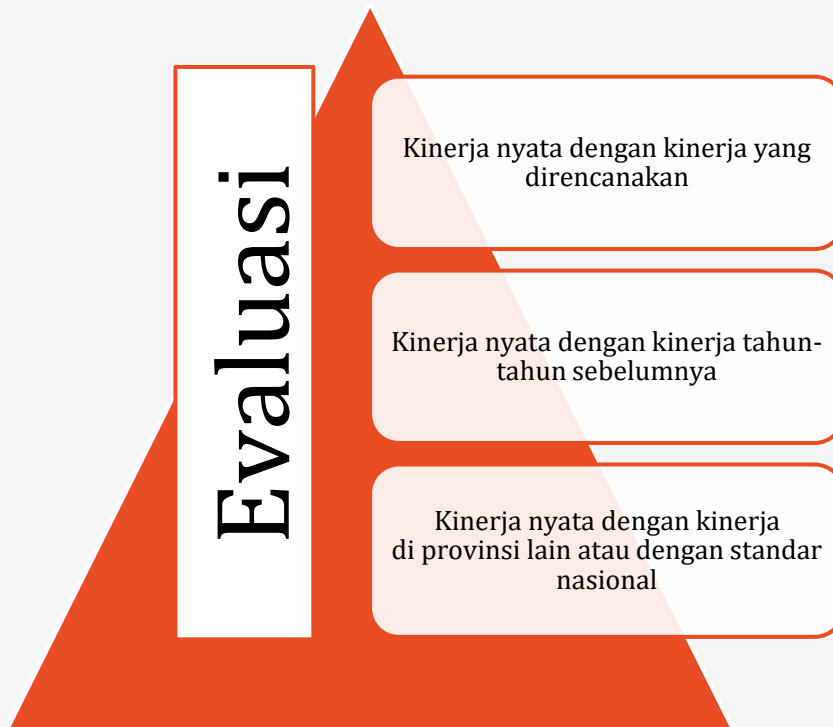 Evaluasi
Kinerja nyata dengan kinerja yang
direncanakan
Kinerja nyata dengan kinerja tahun-
tahun sebelumnya
Kinerja nyata dengan kinerja
di provinsi lain atau dengan standar
nasional